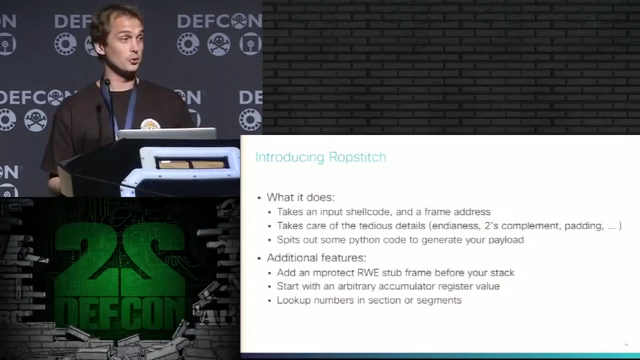 DEFCON
DEFCON
DEFCON
DEFCON
22
DEFCON
Introducing Ropstitch
• What it does:
• Takes an input shellcode, and a frame address
• Takes care of the tedious details (endianess, 2's complement, padding, ... )
• Spits out some python code to generate your payload
• Additional features:
• Add an mprotect RWE stub frame before your stack
• Start with an arbitrary accumulator register value
• Lookup numbers in section or segments